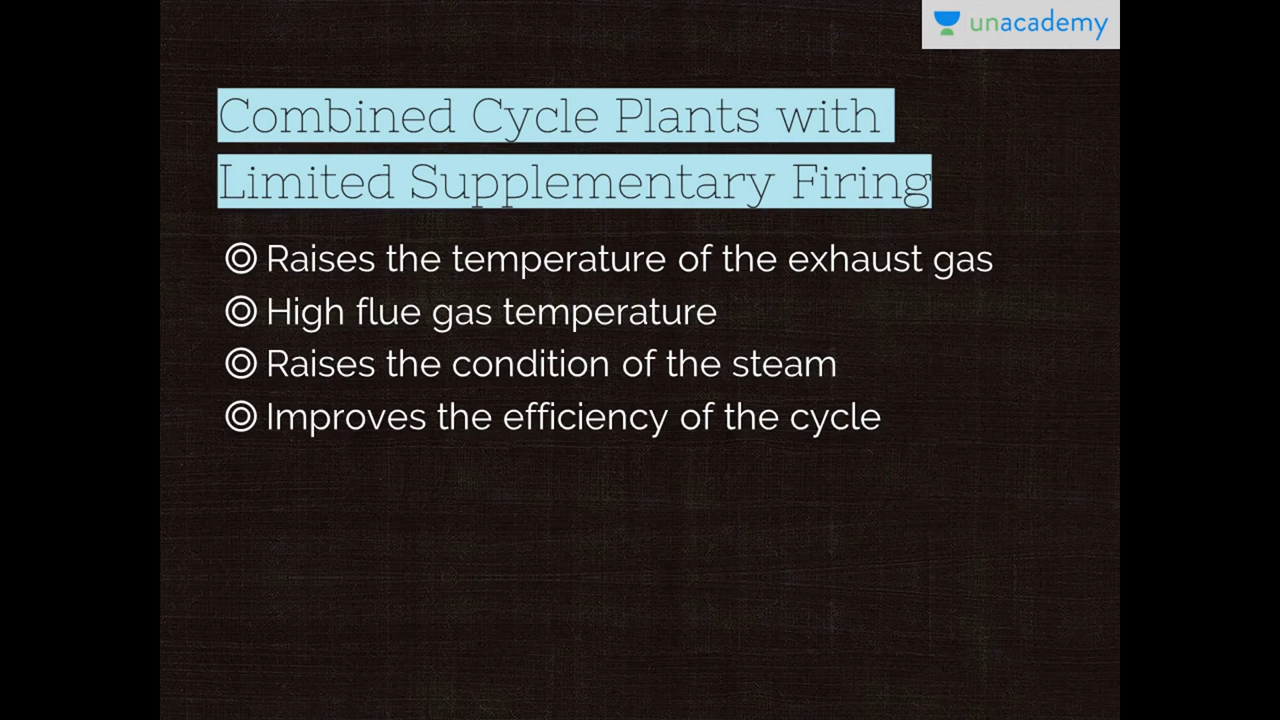 unacademy
Combined Cycle Plants with
Limited Supplementary Firing
Raises the temperature of the exhaust gas
High flue gas temperature
Raises the condition of the steam
Improves the efficiency of the cycle